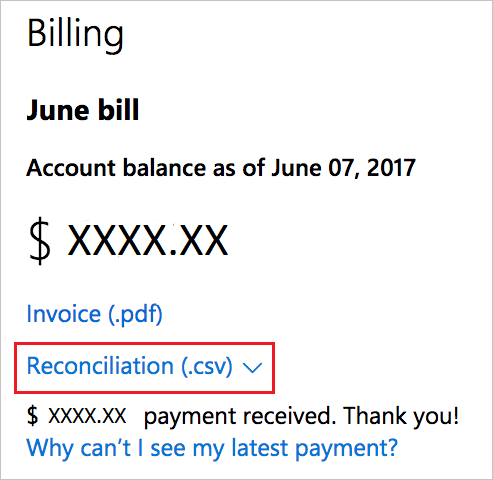 Billing
June bill
Account balance as of June 07, 2017
$ XXXX.XX
Invoice (.pdf)
Reconciliation (.csv)
$ XXXX.XX payment received. Thank you!
Why can't I see my latest payment?